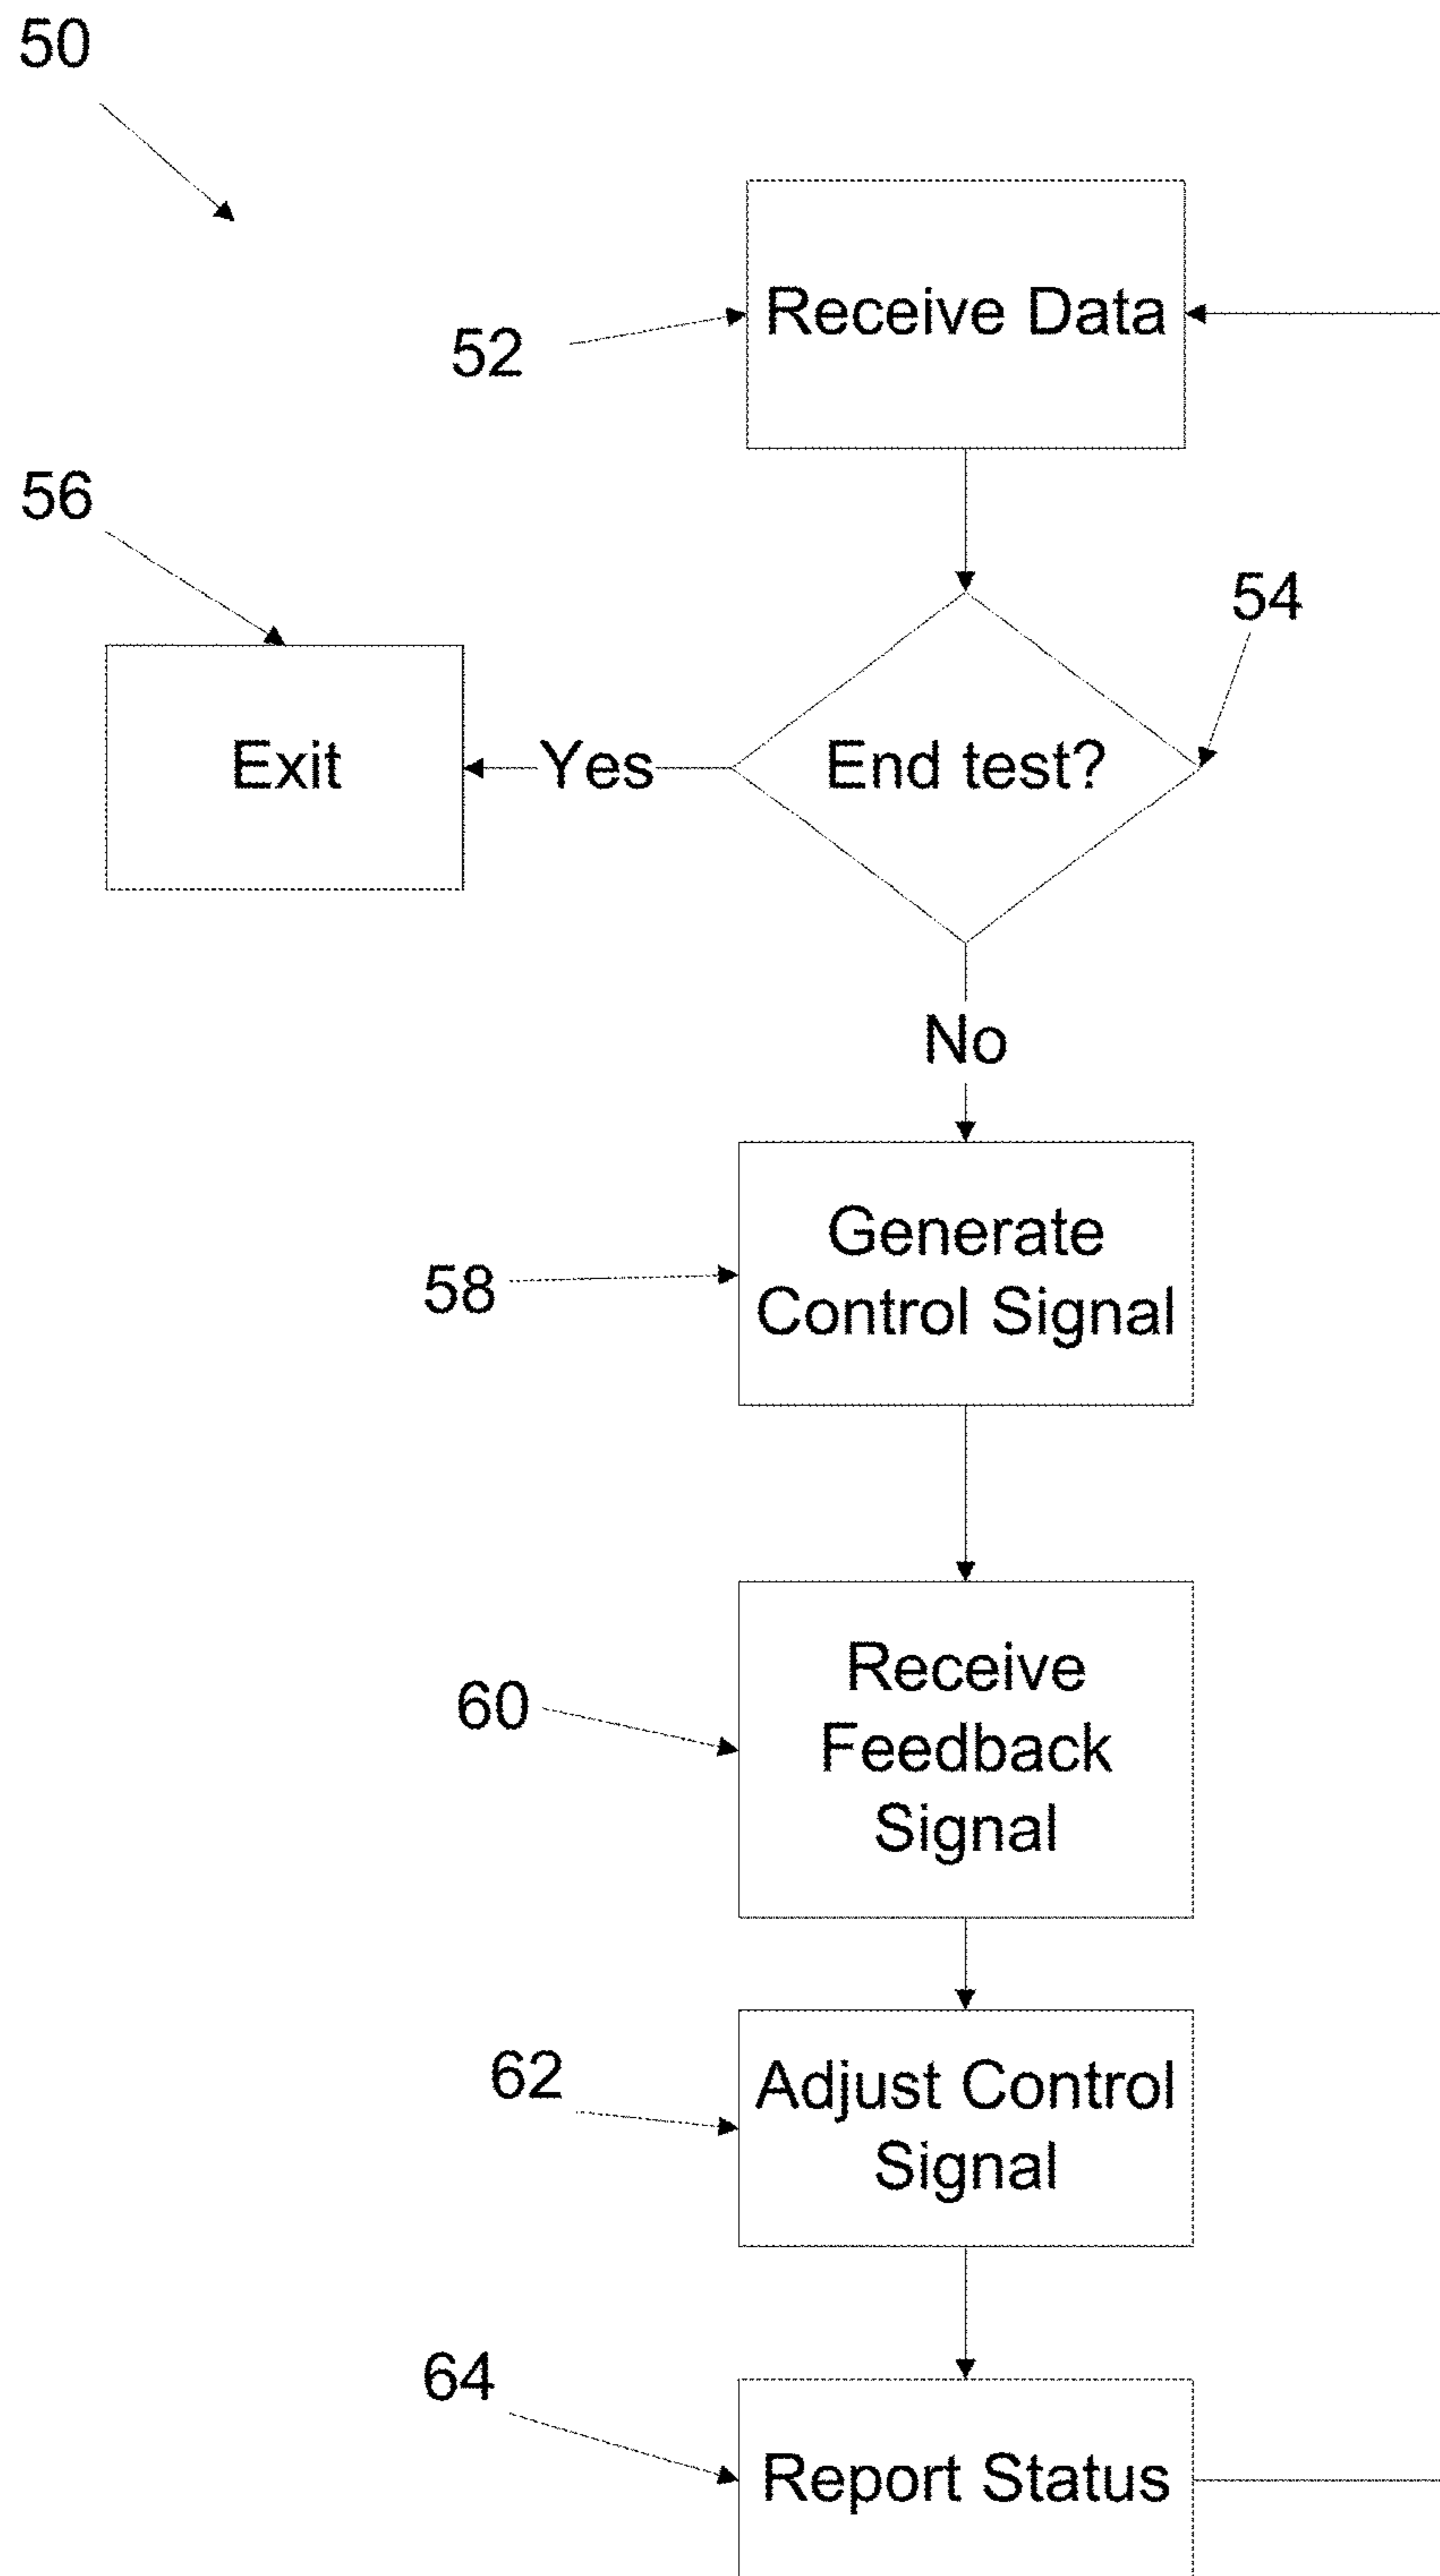 50
Receive Data
52
56
54
Exit
Yes
End test?
No
Generate
Control Signal
58
Receive
Feedback
Signal
60
Adjust Control
Signal
62
64
Report Status